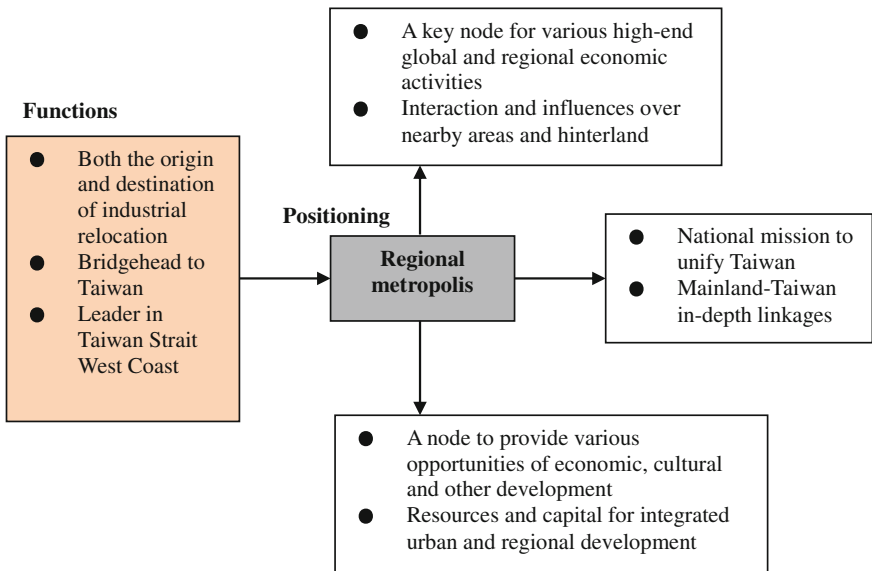 Functions
● Both the origin
and destination
of industrial
relocation
● Bridgehead to
Taiwan
● Leader in
Taiwan Strait
West Coast
Positioning
Regional
metropolis
● A key node for various high-end
global and regional economic
activities
● Interaction and influences over
nearby areas and hinterland
● National mission to
unify Taiwan
● Mainland-Taiwan
in-depth linkages
● A node to provide various
opportunities of economic, cultural
and other development
● Resources and capital for integrated
urban and regional development